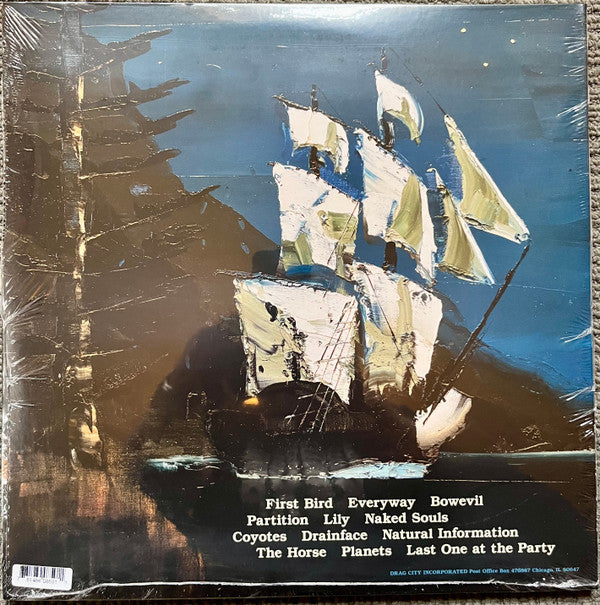 First Bird Everyway Bowevil
Partition Lily Naked Souls
Coyotes Drainface Natural Information
The Horse Planets Last One at the Party
DRAG CITY INCORPORATED Post Office Box 476867 Chicago, IL 60647